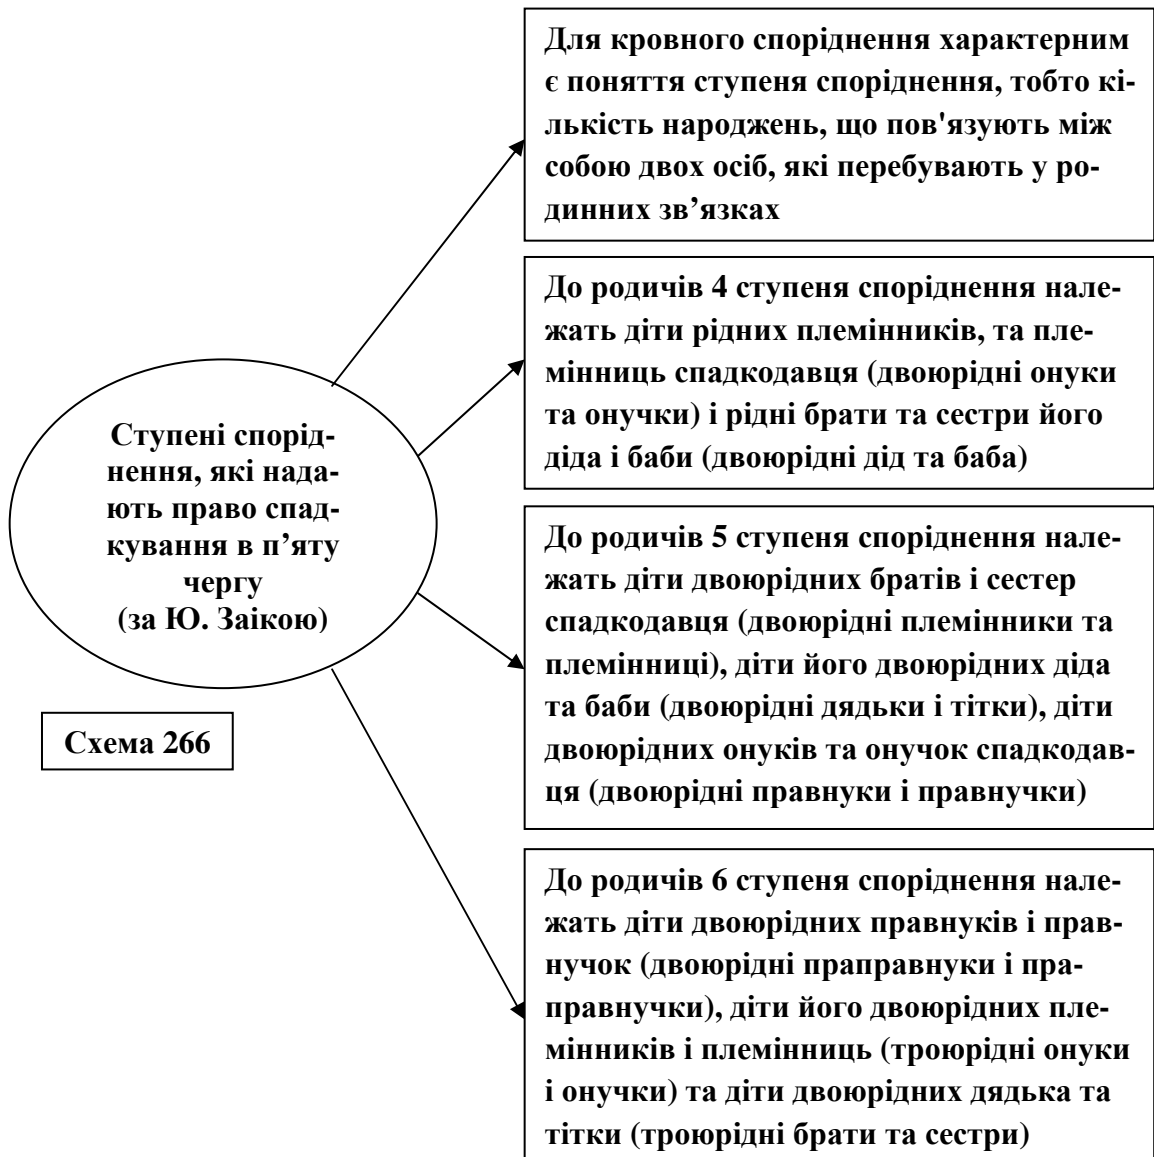 Для кровного споріднення характерним
є поняття ступеня споріднення, тобто кі-
лькість народжень, що пов'язують між
собою двох осіб, які перебувають у ро-
динних зв’язках
До родичів 4 ступеня споріднення нале-
жать діти рідних племінників, та пле-
мінниць спадкодавця (двоюрідні онуки
та онучки) і рідні брати та сестри його
діда і баби (двоюрідні дід та баба)
Ступені спорід-
нення, які нада-
ють право спад-
кування в п’яту
чергу
(за Ю. Заікою)
До родичів 5 ступеня споріднення нале-
жать діти двоюрідних братів і сестер
спадкодавця (двоюрідні племінники та
племінниці), діти його двоюрідних діда
та баби (двоюрідні дядьки і тітки), діти
двоюрідних онуків та онучок спадкодав-
ця (двоюрідні правнуки і правнучки)
Схема 266
До родичів 6 ступеня споріднення нале-
жать діти двоюрідних правнуків і прав-
нучок (двоюрідні праправнуки і пра-
правнучки), діти його двоюрідних пле-
мінників і племінниць (троюрідні онуки
і онучки) та діти двоюрідних дядька та
тітки (троюрідні брати та сестри)